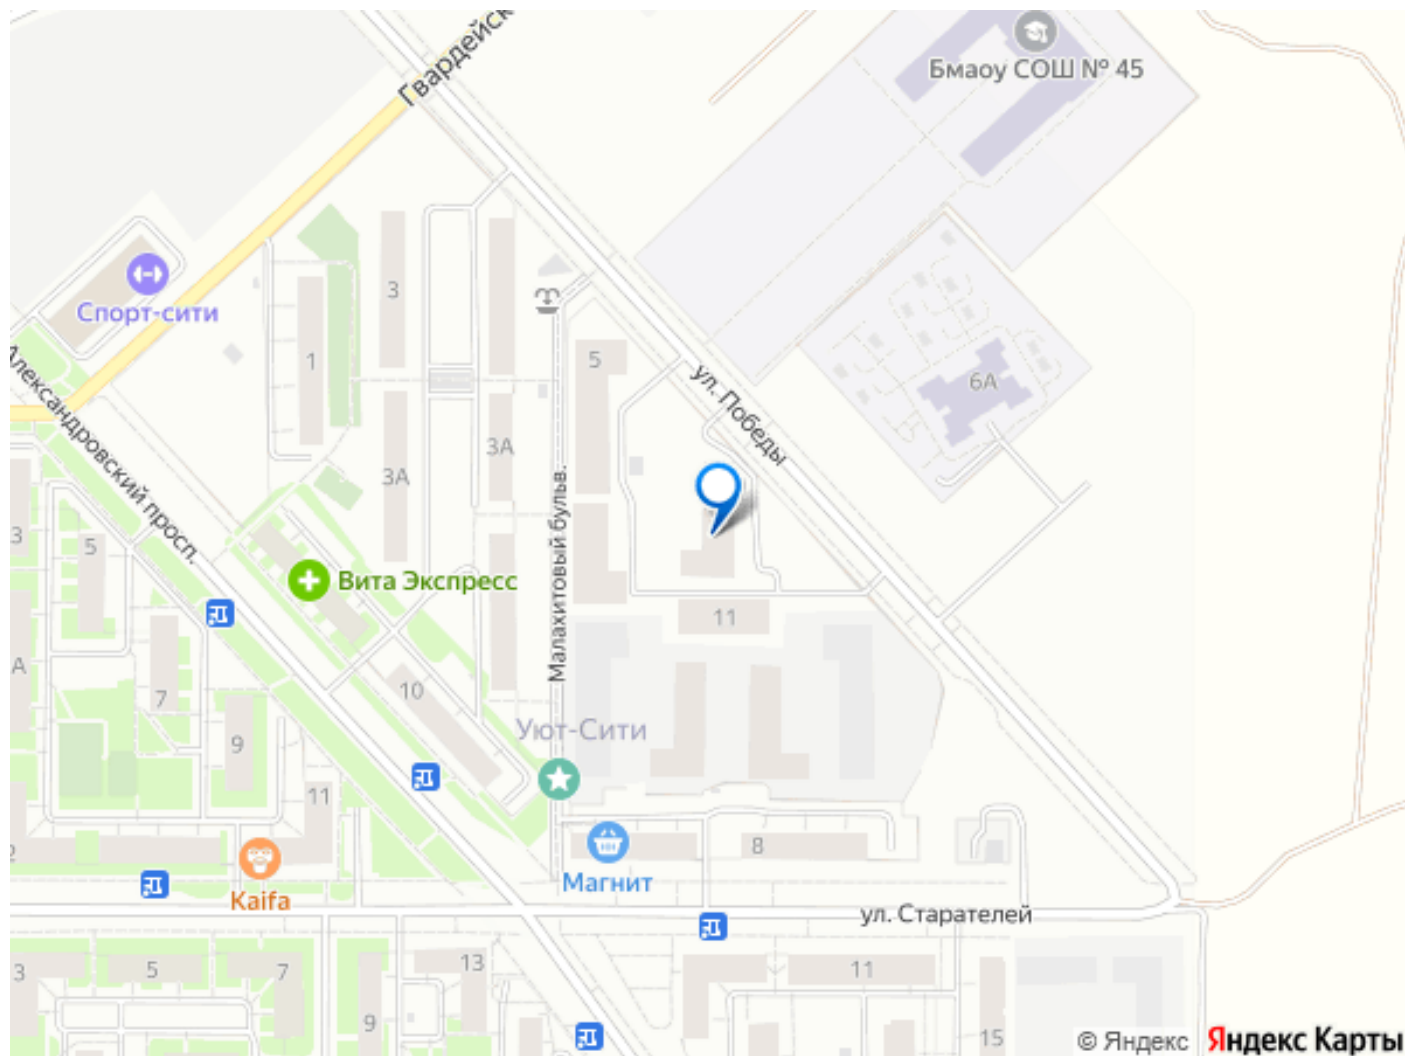 Гвардейск
Бмаоу СОШ № 45
Спорт-сити
3
1
5
6А
ул. Победы
Александровский просп.
3А
3А
Малахитовый бульв.
3
5
Вита Экспресс
11
А
7
10
9
Уют-Сити
11
8
Магнит
Kaifa
ул. Старателей
3
5
7
13
11
9
15
© Яндекс
Яндекс Карты